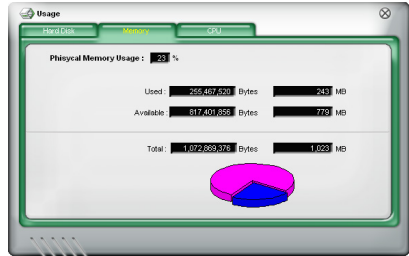 Usage
Hard Disk Memory CPU
Phisycal Memory Usage : 23 %
Used : 255,467,520 Bytes 243 MB
Available : 817,401,856 Bytes 779 MB
Total : 1,072,869,376 Bytes 1,023 MB